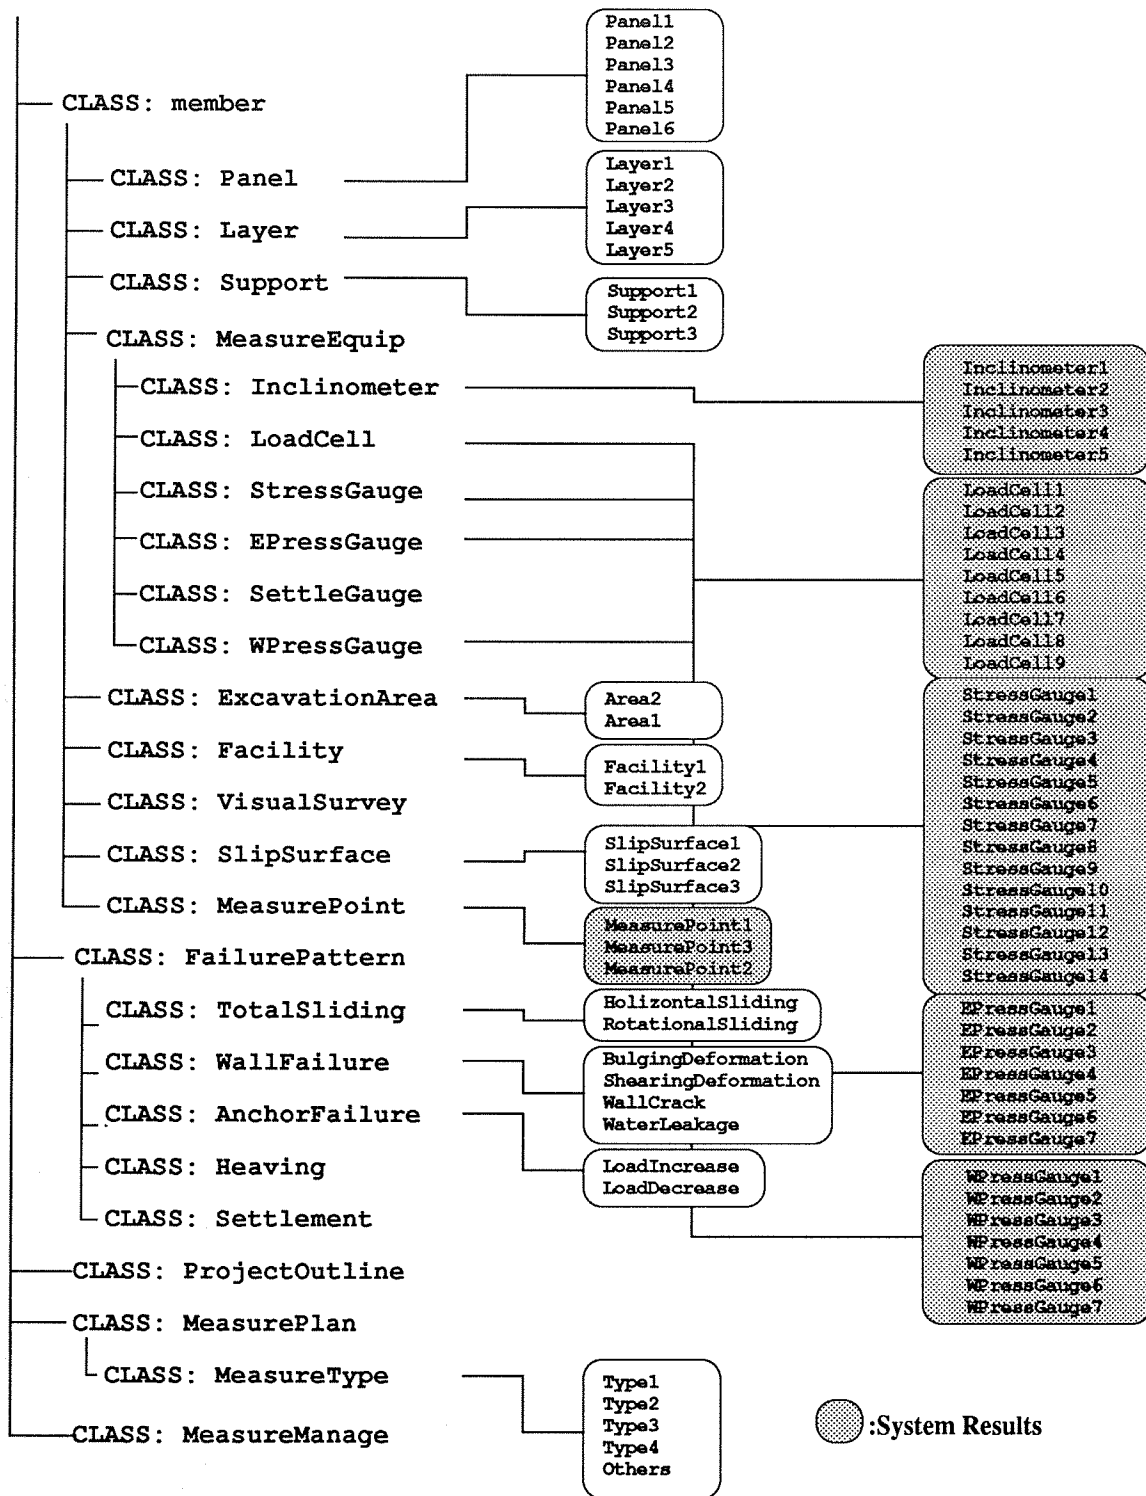 CLASS: member
CLASS: Panel
CLASS: Layer
CLASS: Support
CLASS: MeasureEquip
CLASS: Inclinometer
CLASS: LoadCell
CLASS: StressGauge
CLASS: EPressGauge
CLASS: SettleGauge
CLASS: WPressGauge
CLASS: ExcavationArea
CLASS: Facility
CLASS: VisualSurvey
CLASS: SlipSurface
CLASS: MeasurePoint
CLASS: FailurePattern
CLASS: TotalSliding
CLASS: WallFailure
CLASS: AnchorFailure
CLASS: Heaving
CLASS: Settlement
CLASS: ProjectOutline
CLASS: MeasurePlan
CLASS: MeasureType
CLASS: MeasureManage
Panel1
Panel2
Panel3
Panel4
Panel5
Panel6
Layer1
Layer2
Layer3
Layer4
Layer5
Support1
Support2
Support3
Area2
Area1
Facility1
Facility2
SlipSurface1
SlipSurface2
SlipSurface3
MeasurePoint1
MeasurePoint3
MeasurePoint2
HolizontalSliding
RotationalSliding
BulgingDeformation
ShearingDeformation
WallCrack
WaterLeakage
LoadIncrease
LoadDecrease
Type1
Type2
Type3
Type4
Others
Inclinometer1
Inclinometer2
Inclinometer3
Inclinometer4
Inclinometer5
LoadCell1
LoadCell2
LoadCell3
LoadCell4
LoadCell5
LoadCell6
LoadCell7
LoadCell8
LoadCell9
StressGauge1
StressGauge2
StressGauge3
StressGauge4
StressGauge5
StressGauge6
StressGauge7
StressGauge8
StressGauge9
StressGauge10
StressGauge11
StressGauge12
StressGauge13
StressGauge14
EPressGauge1
EPressGauge2
EPressGauge3
EPressGauge4
EPressGauge5
EPressGauge6
EPressGauge7
WPressGauge1
WPressGauge2
WPressGauge3
WPressGauge4
WPressGauge5
WPressGauge6
WPressGauge7
:System Results